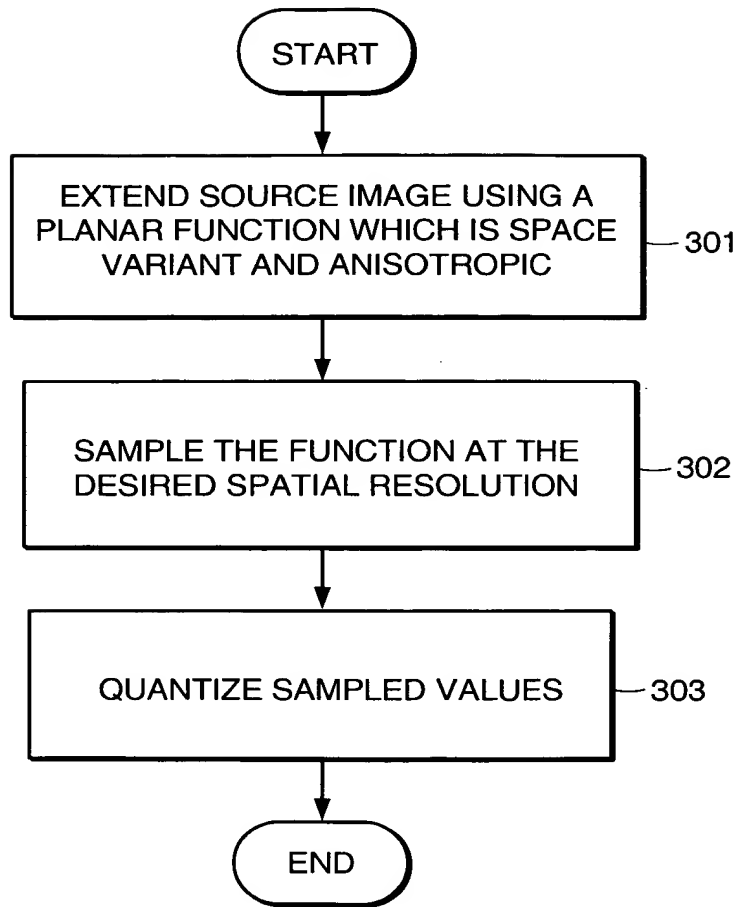 START
EXTEND SOURCE IMAGE USING A
PLANAR FUNCTION WHICH IS SPACE
VARIANT AND ANISOTROPIC
301
SAMPLE THE FUNCTION AT THE
DESIRED SPATIAL RESOLUTION
302
QUANTIZE SAMPLED VALUES
303
END